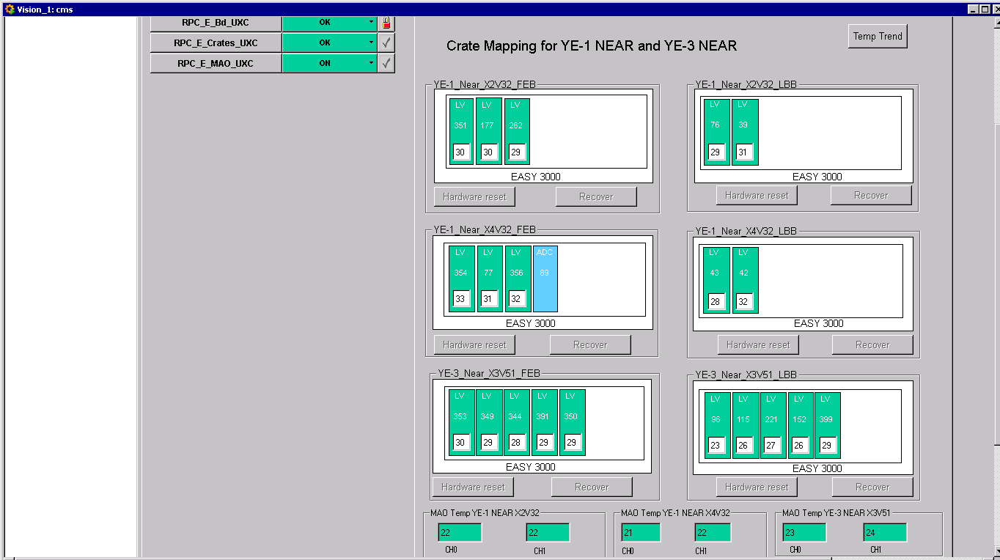 Vision_1: cms
RPC_E_Bd_UXC OK
RPC_E_Crates_UXC OK
RPC_E_MAO_UXC ON
Crate Mapping for YE-1 NEAR and YE-3 NEAR
Temp Trend
YE-1_Near_X2V32_FEB
LV LV LV
351 177 262
30 30 29
EASY 3000
Hardware reset Recover
YE-1_Near_X2V32_LBB
LV LV
76 39
29 31
EASY 3000
Hardware reset Recover
YE-1_Near_X4V32_FEB
LV LV LV ADC
354 77 356 89
33 31 32
EASY 3000
Hardware reset Recover
YE-1_Near_X4V32_LBB
LV LV
43 42
28 32
EASY 3000
Hardware reset Recover
YE-3_Near_X3V51_FEB
LV LV LV LV LV
353 349 344 391 350
30 29 28 29 29
EASY 3000
Hardware reset Recover
YE-3_Near_X3V51_LBB
LV LV LV LV LV
96 115 221 152 399
23 26 27 26 29
EASY 3000
Hardware reset Recover
MAO Temp YE-1 NEAR X2V32
22 22
CH0 CH1
MAO Temp YE-1 NEAR X4V32
21 22
CH0 CH1
MAO Temp YE-3 NEAR X3V51
23 24
CH0 CH1